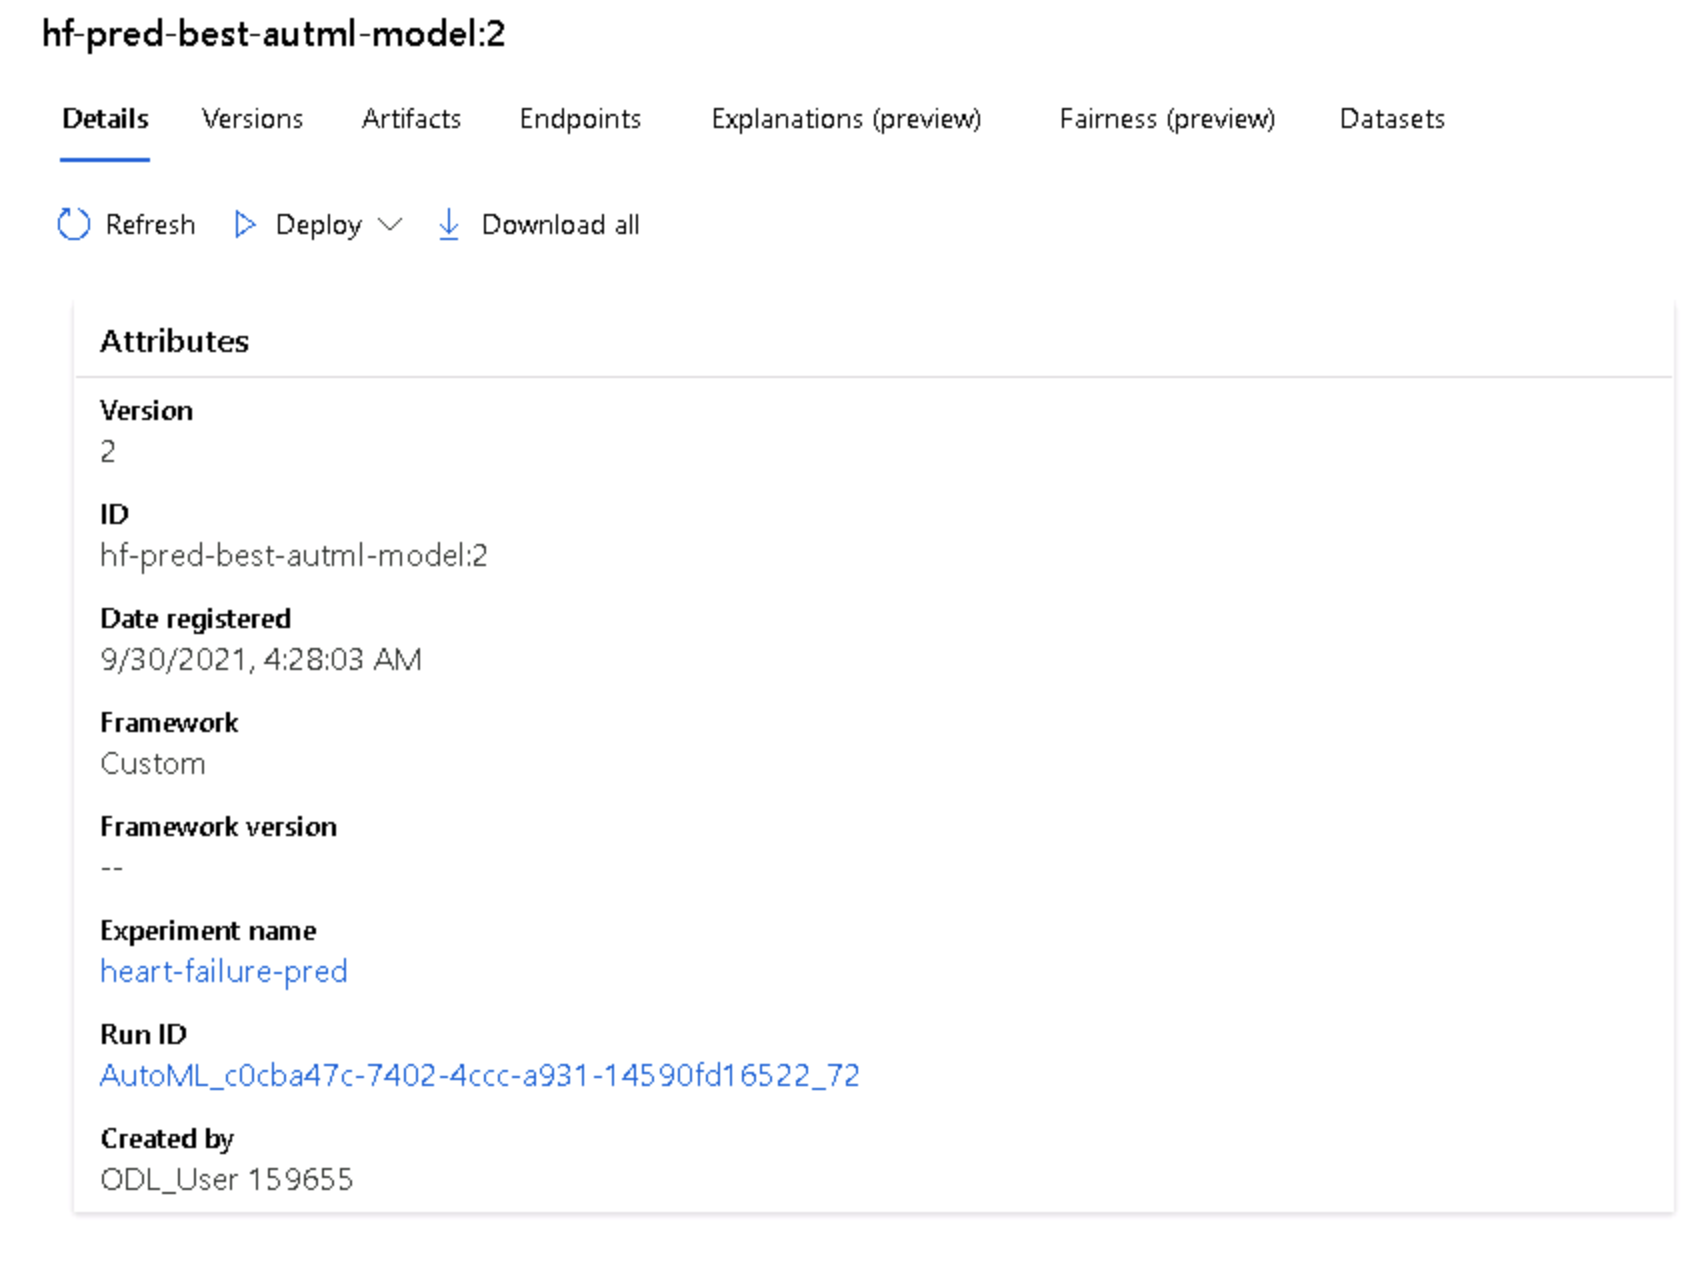 hf-pred-best-autml-model:2
Details Versions Artifacts Endpoints Explanations (preview) Fairness (preview) Datasets
Refresh Deploy Download all
Attributes
Version
2
ID
hf-pred-best-autml-model:2
Date registered
9/30/2021, 4:28:03 AM
Framework
Custom
Framework version
--
Experiment name
heart-failure-pred
Run ID
AutoML_c0cba47c-7402-4ccc-a931-14590fd16522_72
Created by
ODL_User 159655